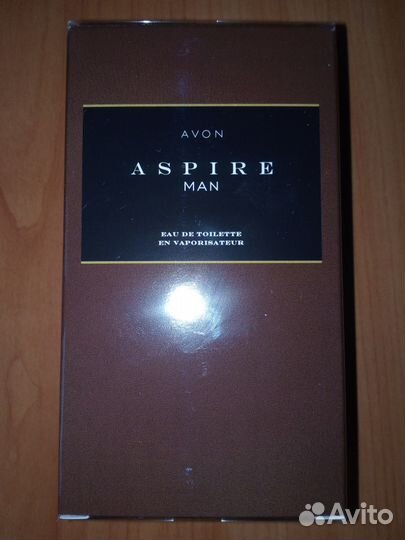 AVON
ASPIRE
MAN
EAU DE TOILETTE
EN VAPORISATEUR
Avito